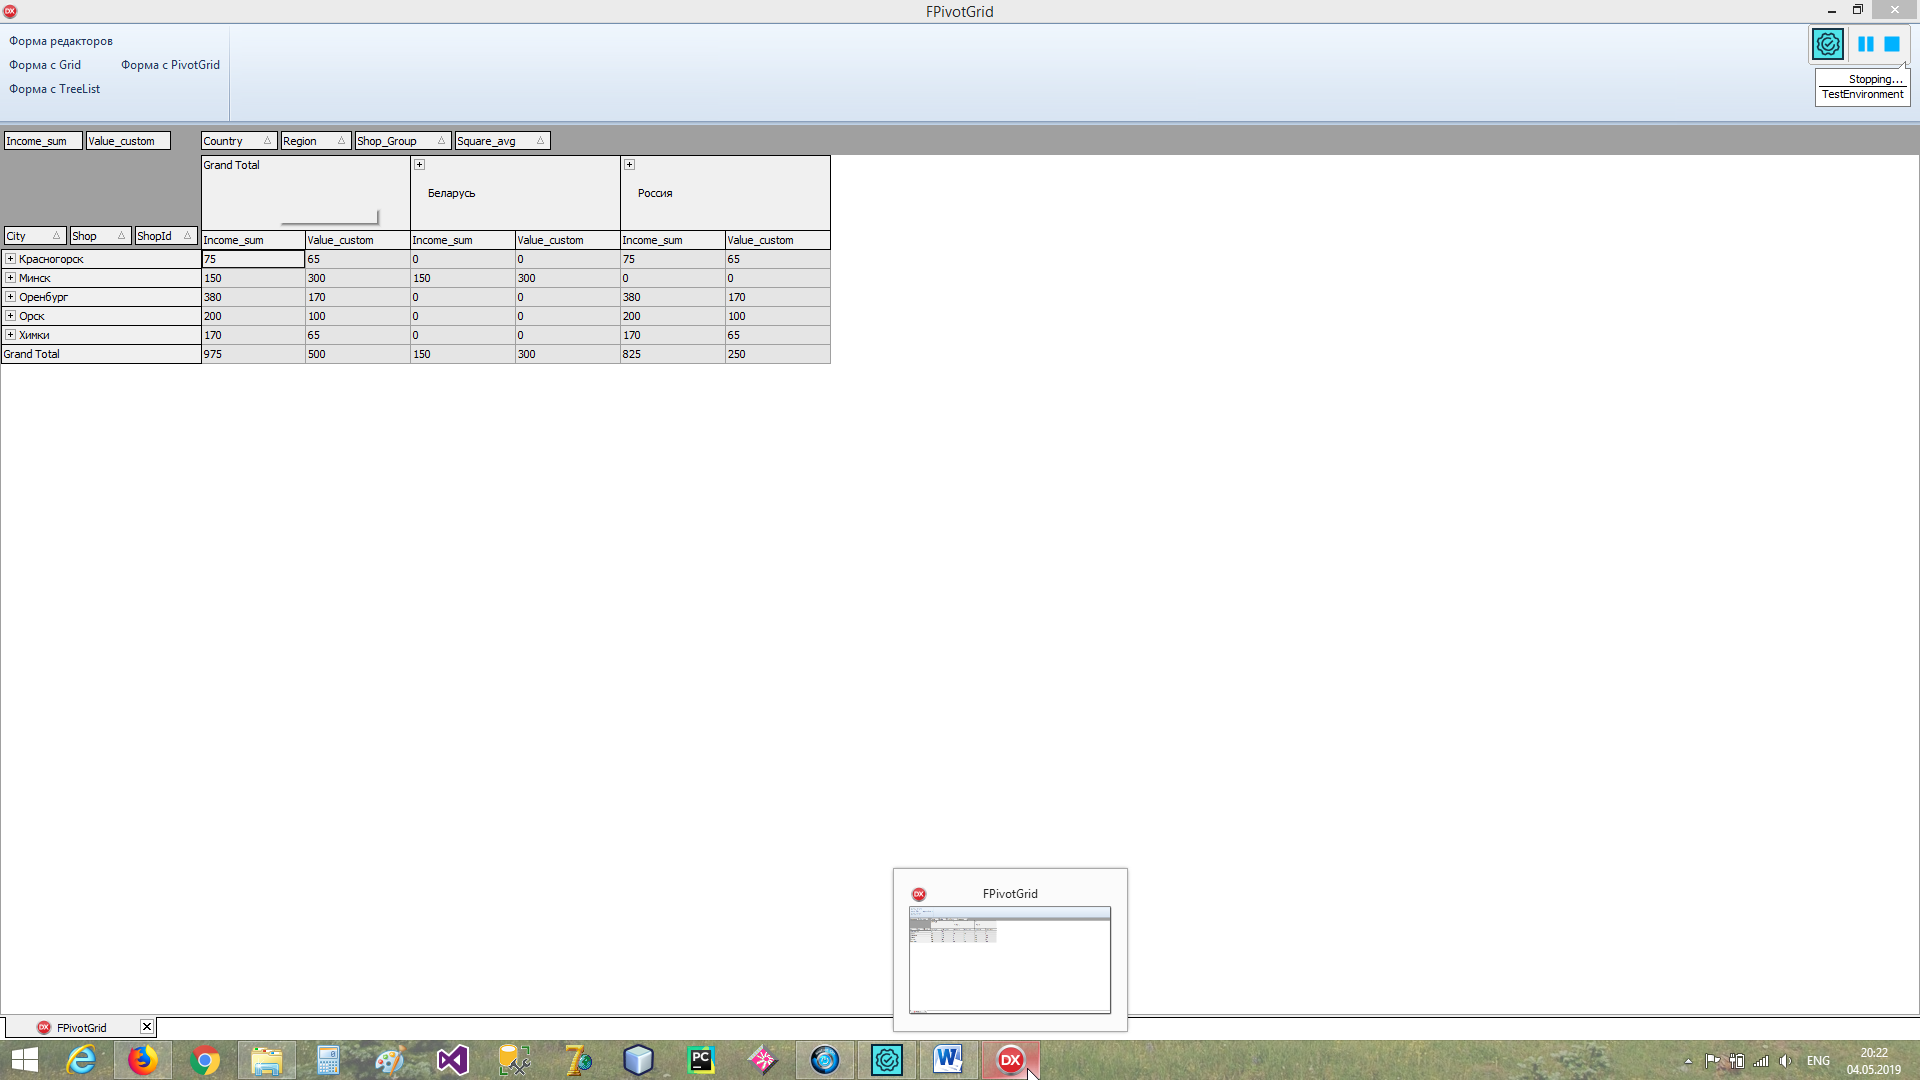 FPivotGrid
Форма редакторов
Форма с Grid
Форма с PivotGrid
Форма с TreeList
Stopping...
TestEnvironment
Income_sum
Value_custom
Country
Region
Shop_Group
Square_avg
Grand Total
Беларусь
Россия
City
Shop
ShopId
Income_sum Value_custom Income_sum Value_custom Income_sum Value_custom
Красногорск 75 65 0 0 75 65
Минск 150 300 150 300 0 0
Оренбург 380 170 0 0 380 170
Орск 200 100 0 0 200 100
Химки 170 65 0 0 170 65
Grand Total 975 500 150 300 825 250
DX FPivotGrid
DX FPivotGrid
PC
DX
ENG
20:22
04.05.2019